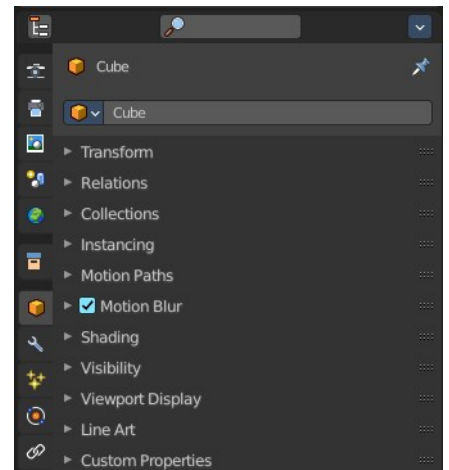 Cube
Cube
Transform
Relations
Collections
Instancing
Motion Paths
Motion Blur
Shading
Visibility
Viewport Display
Line Art
Custom Properties